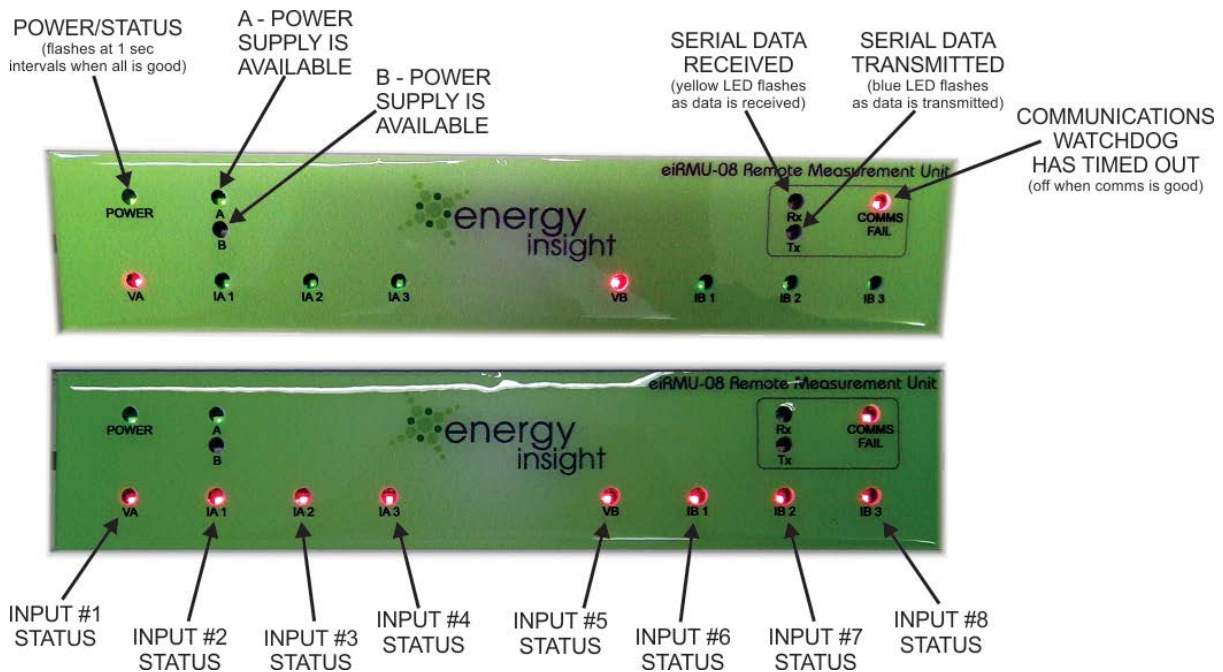 POWER/STATUS
(flashes at 1 sec
intervals when all is good)
A - POWER
SUPPLY IS
AVAILABLE
B - POWER
SUPPLY IS
AVAILABLE
SERIAL DATA
RECEIVED
(yellow LED flashes
as data is received)
SERIAL DATA
TRANSMITTED
(blue LED flashes
as data is transmitted)
COMMUNICATIONS
WATCHDOG
HAS TIMED OUT
(off when comms is good)
eiRMU-08 Remote Measurement Unit
POWER
A
B
energy
insight
Rx
Tx
COMMS
FAIL
VA
IA 1
IA 2
IA 3
VB
IB 1
IB 2
IB 3
eiRMU-08 Remote Measurement Unit
POWER
A
B
energy
insight
Rx
Tx
COMMS
FAIL
VA
IA 1
IA 2
IA 3
VB
IB 1
IB 2
IB 3
INPUT #1
STATUS
INPUT #2
STATUS
INPUT #3
STATUS
INPUT #4
STATUS
INPUT #5
STATUS
INPUT #6
STATUS
INPUT #7
STATUS
INPUT #8
STATUS